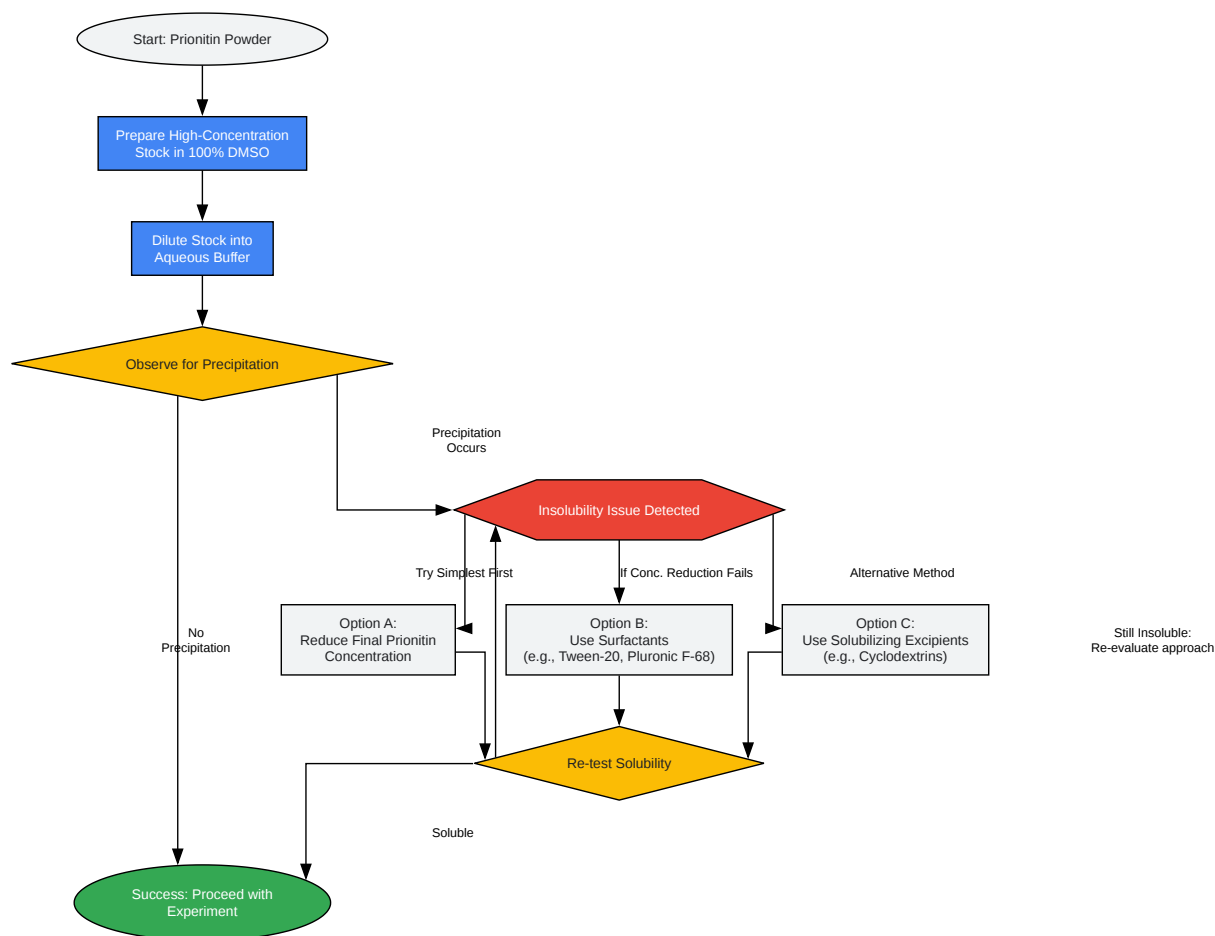 Start: Prionitin Powder
Prepare High-Concentration
Stock in 100% DMSO
Dilute Stock into
Aqueous Buffer
Observe for Precipitation
Precipitation
Occurs
Insolubility Issue Detected
Try Simplest First
If Conc. Reduction Fails
Alternative Method
No
Precipitation
Option A:
Reduce Final Prionitin
Concentration
Option B:
Use Surfactants
(e.g., Tween-20, Pluronic F-68)
Option C:
Use Solubilizing Excipients
(e.g., Cyclodextrins)
Still Insoluble:
Re-evaluate approach
Re-test Solubility
Soluble
Success: Proceed with
Experiment